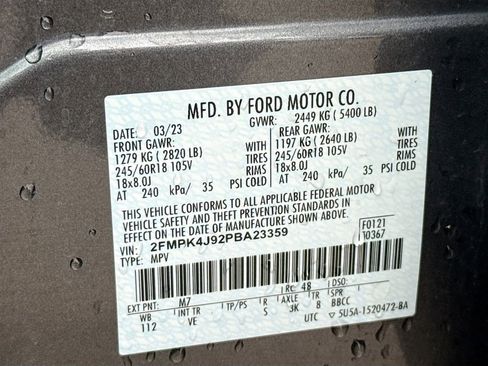 MFD. BY FORD MOTOR CO.
DATE: 03/23 GVWR: 2449 KG ( 5400 LB)
FRONT GAWR: REAR GAWR:
1279 KG ( 2820 LB) WITH 1197 KG ( 2640 LB) WITH
245/60R18 105V TIRES 245/60R18 105V TIRES
18x8.0J RIMS 18x8.0J RIMS
AT 240 kPa/ 35 PSI COLD AT 240 kPa/ 35 PSI COLD
THIS VEHICLE CONFORMS TO ALL APPLICABLE FEDERAL MOTOR
VEHICLE SAFETY AND THEFT PREVENTION STANDARDS IN EFFECT
ON THE DATE OF MANUFACTURE SHOWN ABOVE.
VIN: 2FMPK4J92PBA23359 F0121
TYPE: MPV 10367
RC: 48 DSO:
EXT PNT: M7
WB INT TR TP/PS R AXLE TR SPR
112 VE S 3K 8 BBCC 5U5A-1520472-BA